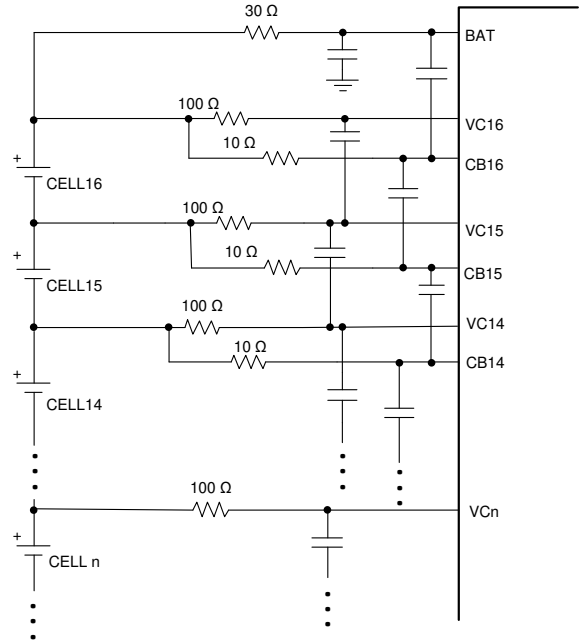 30 Ω
BAT
100 Ω
VC16
10 Ω
CB16
+
CELL16
100 Ω
VC15
10 Ω
CB15
+
CELL15
100 Ω
VC14
10 Ω
CB14
+
CELL14
100 Ω
VCn
+
CELL n